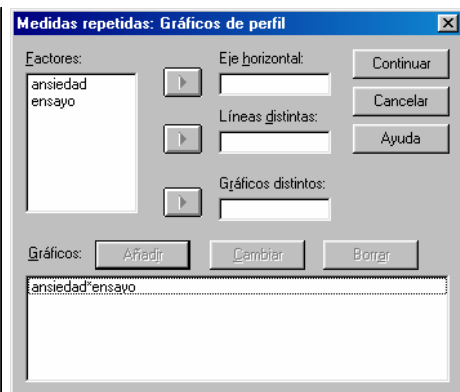 Medidas repetidas: Gráficos de perfil
Factores:
ansiedad
ensayo
Eje horizontal:
Líneas distintas:
Gráficos distintos:
Continuar
Cancelar
Ayuda
Gráficos:
Añadir
Cambiar
Borrar
ansiedad*ensayo